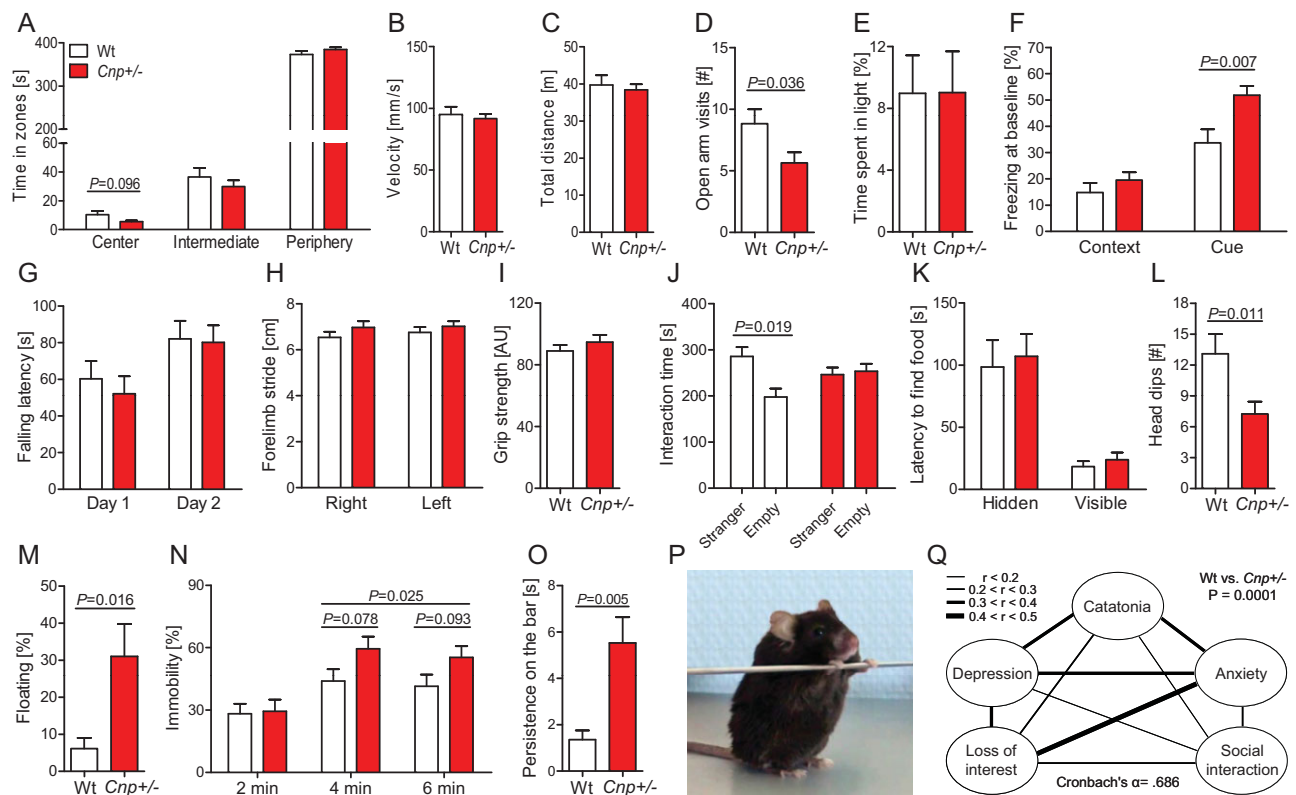 A
Time in zones [s]
400
300
200
60
40
20
0
Wt
Cnp+/-
P=0.096
Center Intermediate Periphery
B
Velocity [mm/s]
150
100
50
0
Wt Cnp+/-
C
Total distance [m]
50
40
30
20
10
0
Wt Cnp+/-
D
Open arm visits [#]
15
10
5
0
P=0.036
Wt Cnp+/-
E
Time spent in light [%]
12
8
4
0
Wt Cnp+/-
F
Freezing at baseline [%]
70
60
50
40
30
20
10
0
P=0.007
Context Cue
G
Falling latency [s]
100
80
60
40
20
0
Day 1 Day 2
H
Forelimb stride [cm]
8
6
4
2
0
Right Left
I
Grip strength [AU]
120
80
40
0
Wt Cnp+/-
J
Interaction time [s]
400
300
200
100
0
P=0.019
Stranger Empty Stranger Empty
K
Latency to find food [s]
150
100
50
0
Hidden Visible
L
Head dips [#]
18
15
12
9
6
3
0
P=0.011
Wt Cnp+/-
M
Floating [%]
50
40
30
20
10
0
P=0.016
Wt Cnp+/-
N
Immobility [%]
90
60
30
0
P=0.025
P=0.078 P=0.093
2 min 4 min 6 min
O
Persistence on the bar [s]
8
6
4
2
0
P=0.005
Wt Cnp+/-
P
Q
r < 0.2
0.2 < r < 0.3
0.3 < r < 0.4
0.4 < r < 0.5
Wt vs. Cnp+/-
P = 0.0001
Catatonia
Depression
Anxiety
Loss of
interest
Social
interaction
Cronbach's α= .686